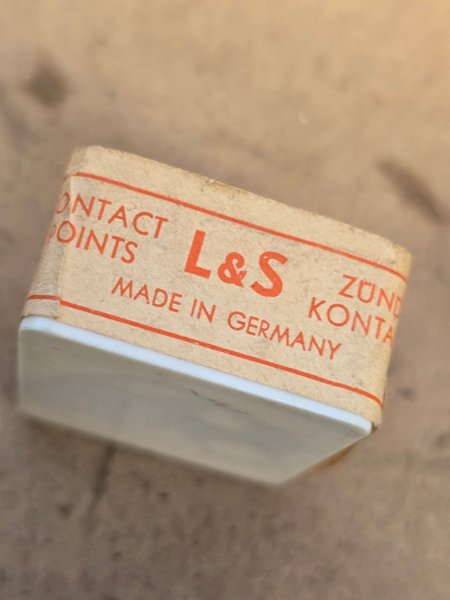 ONTACT
POINTS
L&S
MADE IN GERMANY
ZÜND
KONTA